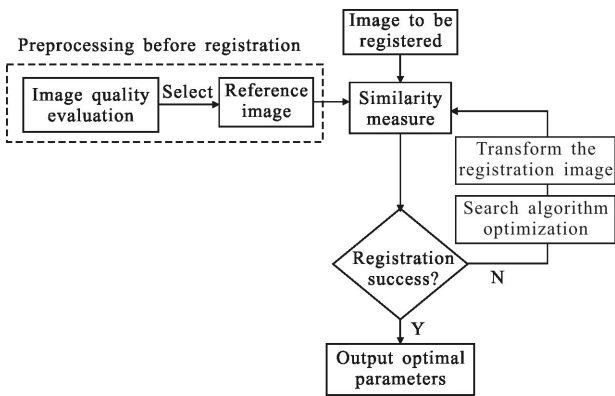 Image to be
registered
Preprocessing before registration
Image quality
evaluation
Select
Reference
image
Similarity
measure
Transform the
registration image
Search algorithm
optimization
Registration
success?
N
Y
Output optimal
parameters